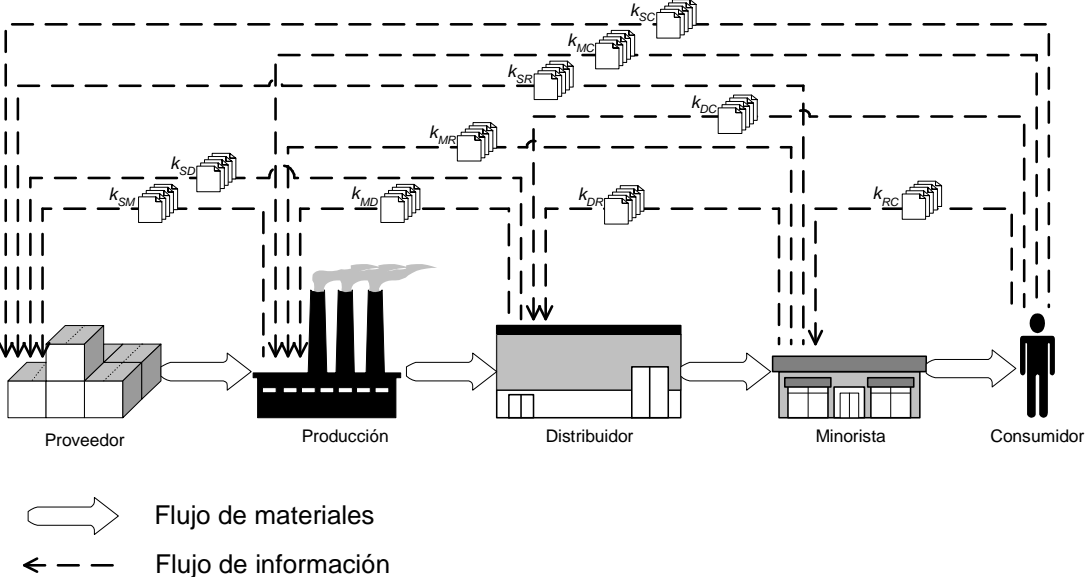 k_SC
k_MC
k_SR
k_DC
k_MR
k_SD
k_SM
k_MD
k_DR
k_RC
Proveedor
Producción
Distribuidor
Minorista
Consumidor
Flujo de materiales
Flujo de información